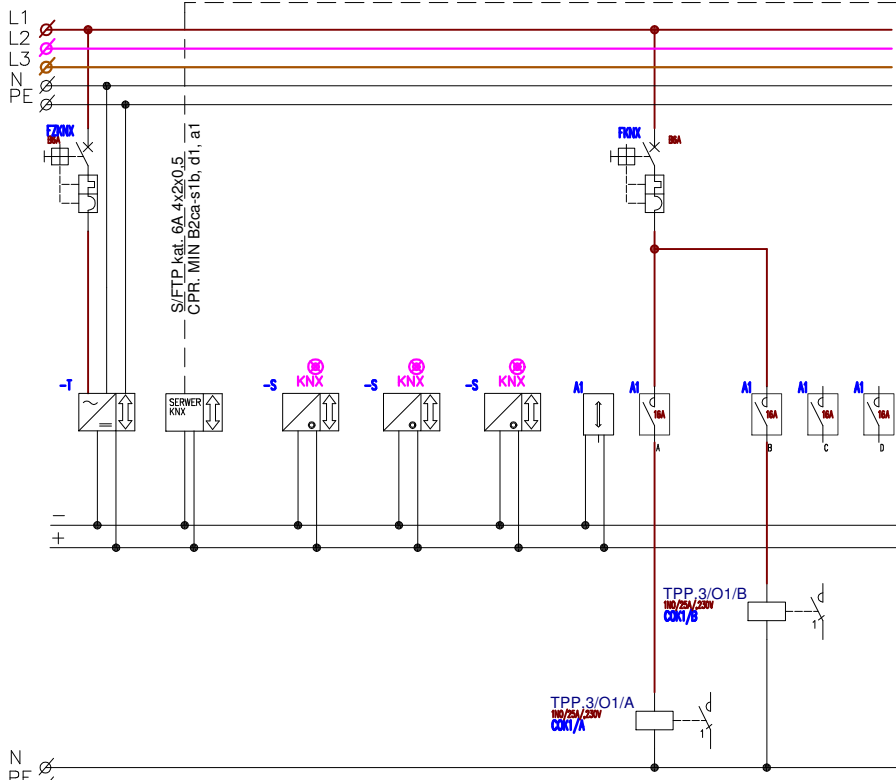 L1
L2
L3
N
PE
FZKNX
B6A
FKNX
B6A
S/FTP kat. 6A 4x2x0,5
CPR. MIN B2ca-s1b, d1, a1
-T
SERWER
KNX
-S
KNX
-S
KNX
-S
KNX
A1
A1
16A
A
A1
16A
B
A1
16A
C
A1
16A
D
−
+
TPP.3/O1/B
1NO/25A/,230V
COK1/B
1
TPP.3/O1/A
1NO/25A/,230V
COK1/A
1
N
PE